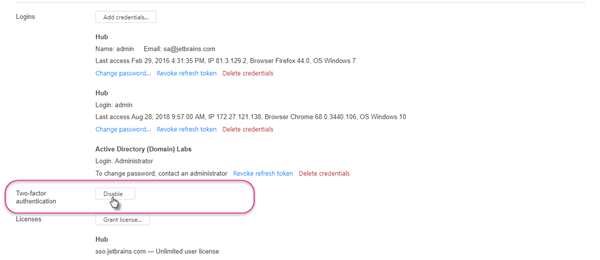 Logins
Add credentials...
Hub
Name: admin Email: sa@jetbrains.com
Last access Feb 29, 2016 4:31:35 PM, IP 81.3.129.2, Browser Firefox 44.0, OS Windows 7
Change password... Revoke refresh token Delete credentials
Hub
Login: admin
Last access Aug 28, 2018 9:57:00 AM, IP 172.27.121.138, Browser Chrome 68.0.3440.106, OS Windows 10
Change password... Revoke refresh token Delete credentials
Active Directory (Domain) Labs
Login: Administrator
To change password, contact an administrator Revoke refresh token Delete credentials
Two-factor
authentication
Disable
Licenses
Grant license...
Hub
sso.jetbrains.com — Unlimited user license